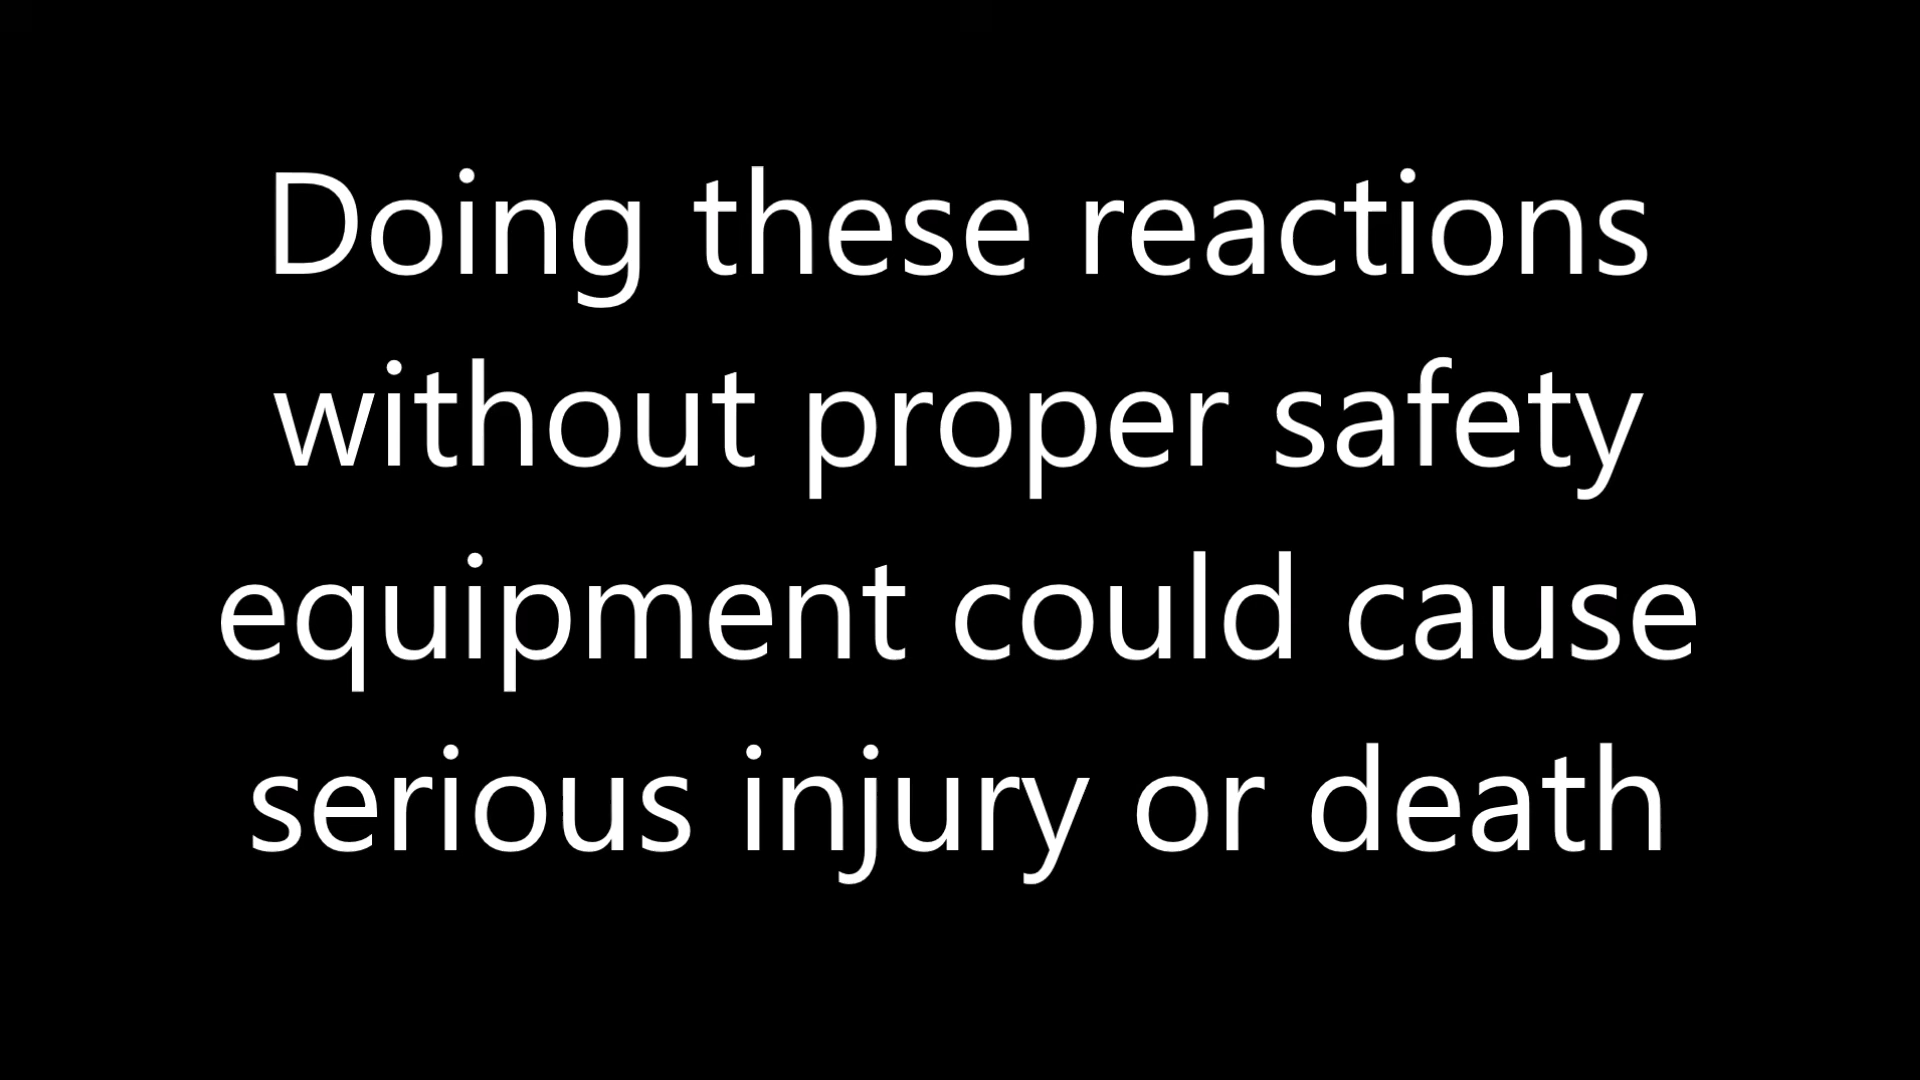 Doing these reactions
without proper safety
equipment could cause
serious injury or death